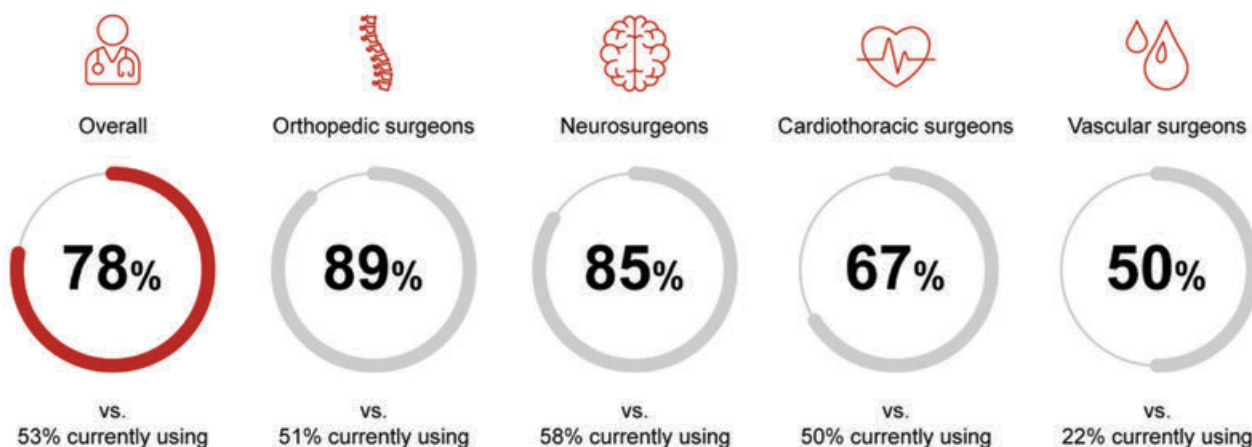 Overall
Orthopedic surgeons
Neurosurgeons
Cardiothoracic surgeons
Vascular surgeons
78%
89%
85%
67%
50%
vs.
vs.
vs.
vs.
vs.
53% currently using
51% currently using
58% currently using
50% currently using
22% currently using